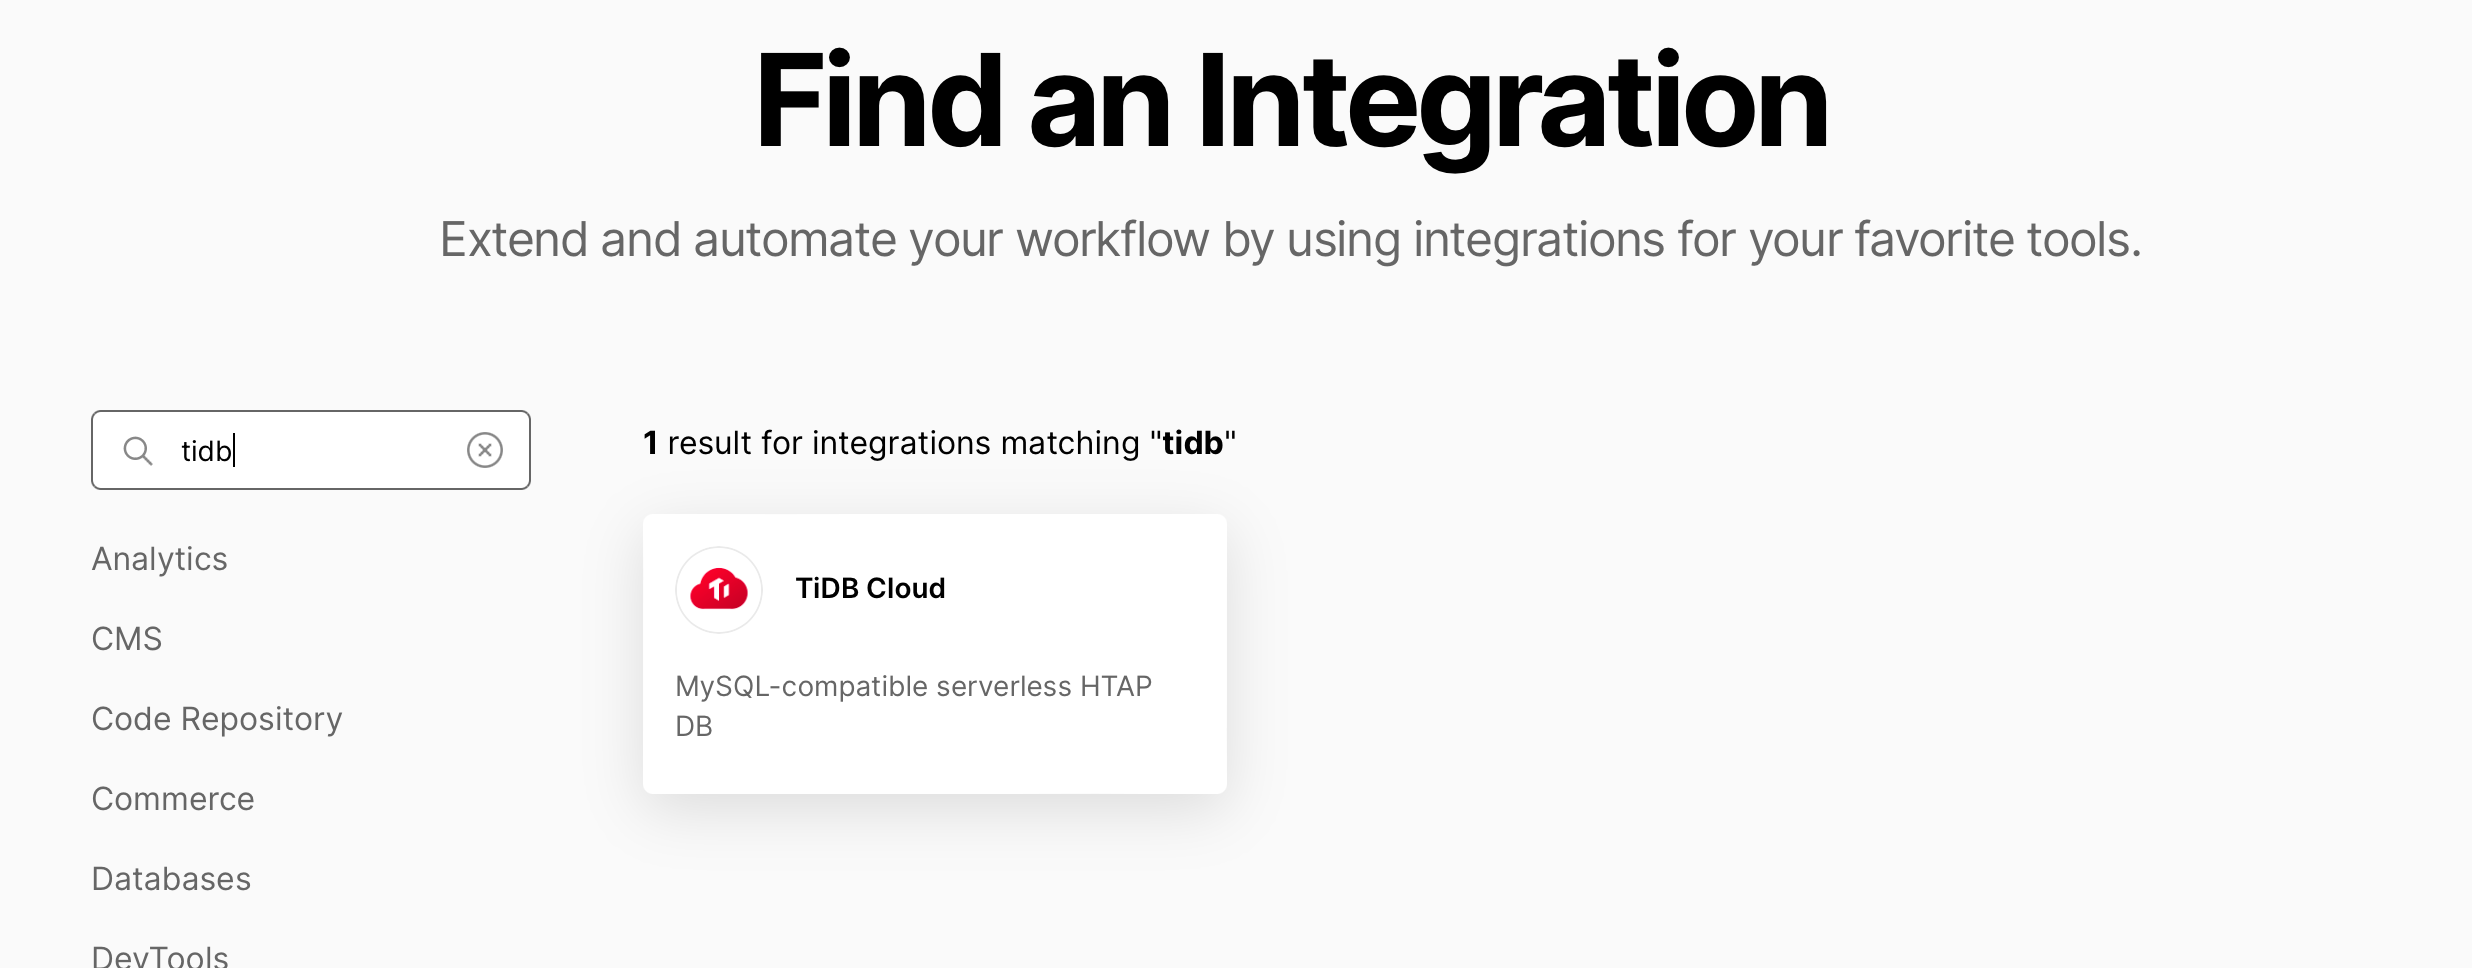 Find an Integration
Extend and automate your workflow by using integrations for your favorite tools.
tidb
1 result for integrations matching "tidb"
Ti
TiDB Cloud
MySQL-compatible serverless HTAP
DB
Analytics
CMS
Code Repository
Commerce
Databases
DevTools